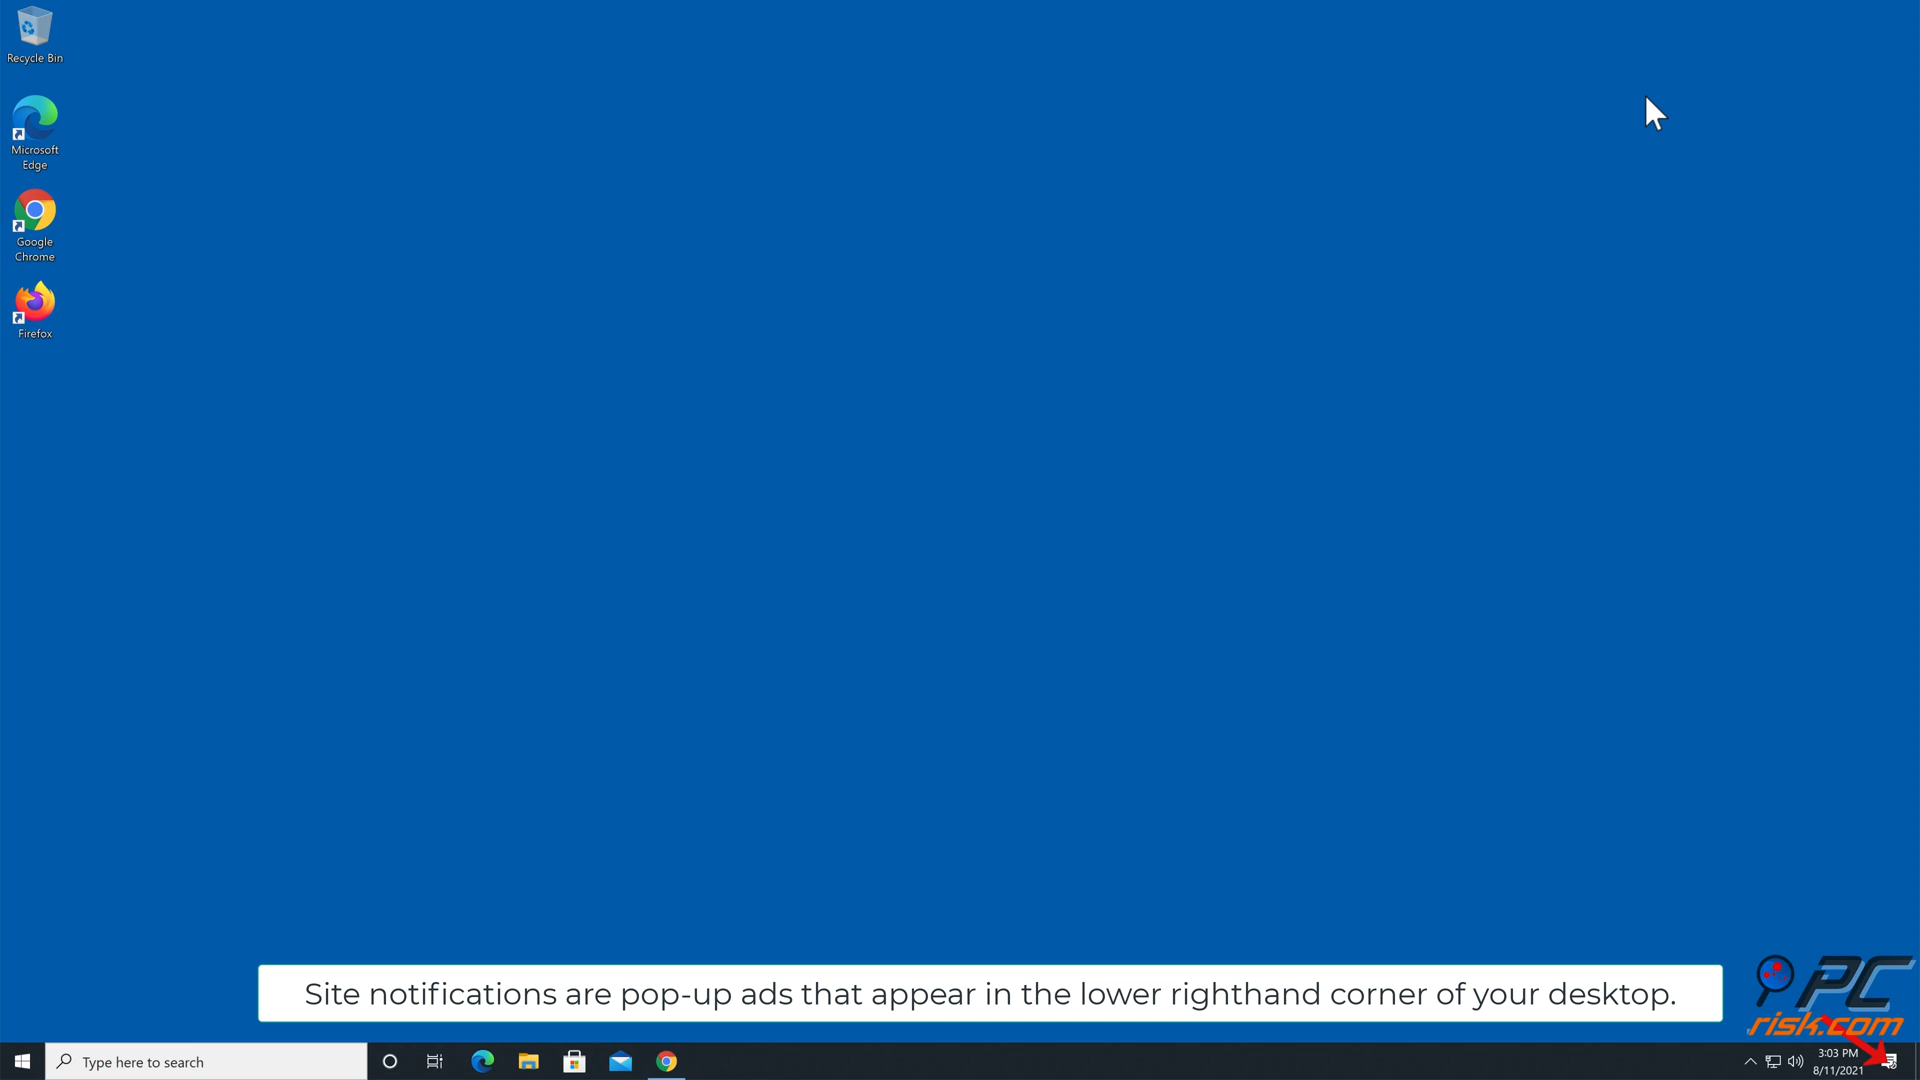 Recycle Bin
Microsoft
Edge
Google
Chrome
Firefox
Site notifications are pop-up ads that appear in the lower righthand corner of your desktop.
PC
risk.com
Type here to search
3:03 PM
8/11/2021